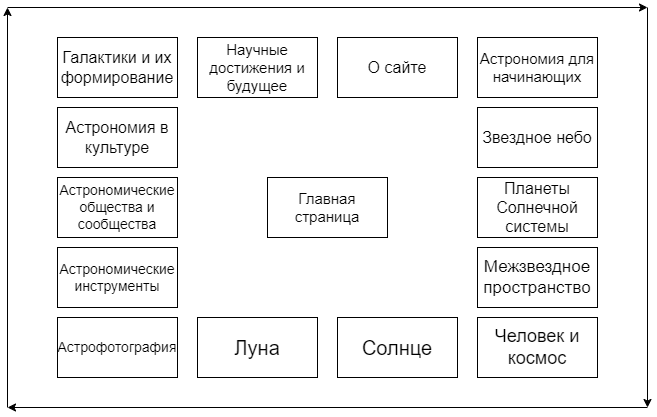 Галактики и их
формирование
Научные
достижения и
будущее
О сайте
Астрономия для
начинающих
Астрономия в
культуре
Звездное небо
Астрономические
общества и
сообщества
Главная
страница
Планеты
Солнечной
системы
Астрономические
инструменты
Межзвездное
пространство
Астрофотография
Луна
Солнце
Человек и
космос